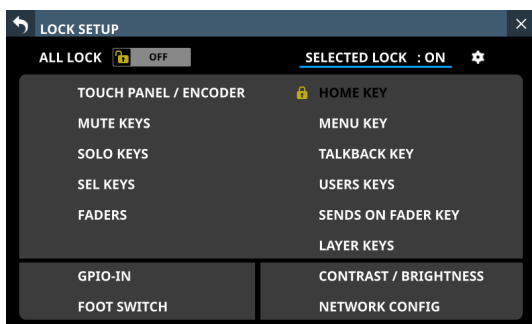 LOCK SETUP
ALL LOCK OFF SELECTED LOCK : ON
TOUCH PANEL / ENCODER HOME KEY
MUTE KEYS MENU KEY
SOLO KEYS TALKBACK KEY
SEL KEYS USERS KEYS
FADERS SENDS ON FADER KEY
LAYER KEYS
GPIO-IN CONTRAST / BRIGHTNESS
FOOT SWITCH NETWORK CONFIG